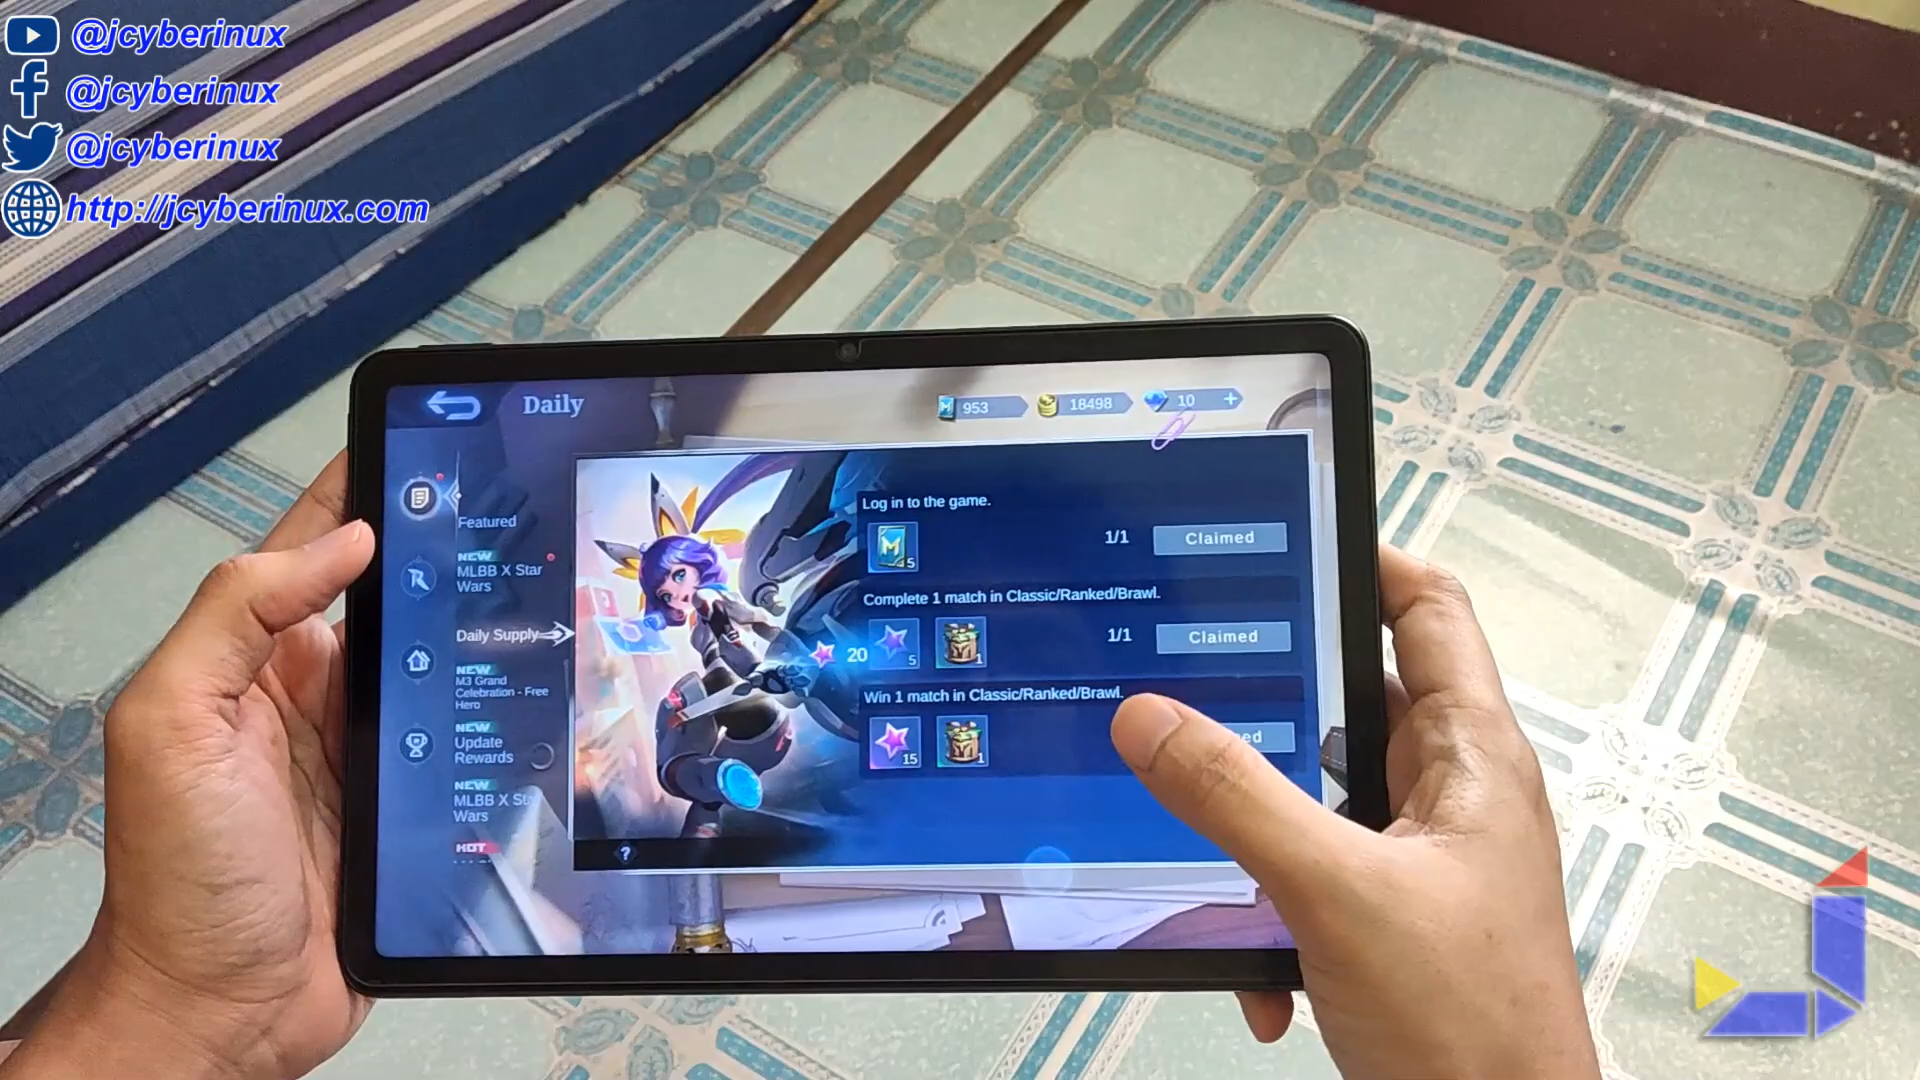 @jcyberinux
@jcyberinux
@jcyberinux
http://jcyberinux.com
Daily
953
18498
10 +
Featured
NEW
MLBB X Star
Wars
Daily Supply
NEW
M3 Grand
Celebration - Free
Hero
NEW
Update
Rewards
NEW
MLBB X Star
Wars
HOT
Log in to the game.
5
1/1
Claimed
Complete 1 match in Classic/Ranked/Brawl.
20
5
1
1/1
Claimed
Win 1 match in Classic/Ranked/Brawl.
15
1
?